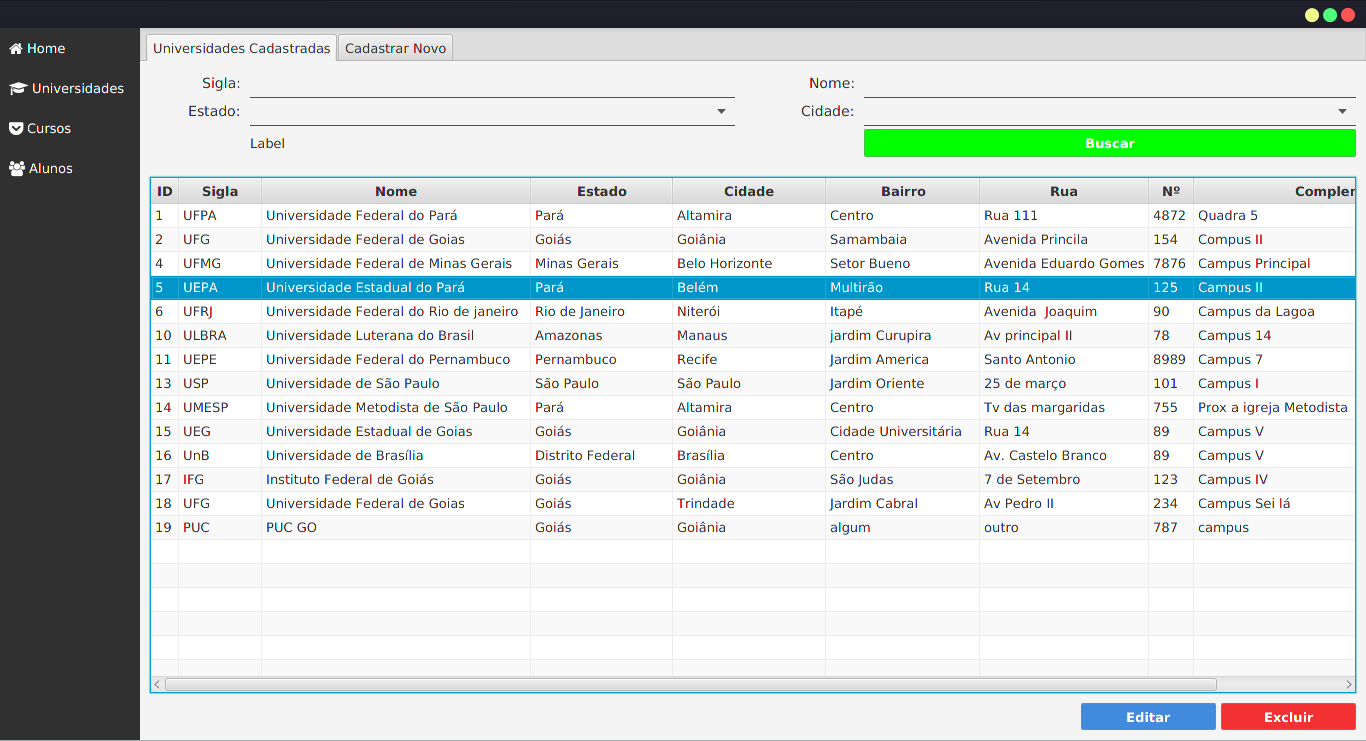 Home
Universidades
Cursos
Alunos
Universidades Cadastradas Cadastrar Novo
Sigla: Nome:
Estado: Cidade:
Label Buscar
ID Sigla Nome Estado Cidade Bairro Rua Nº Compler
1 UFPA Universidade Federal do Pará Pará Altamira Centro Rua 111 4872 Quadra 5
2 UFG Universidade Federal de Goias Goiás Goiânia Samambaia Avenida Princila 154 Compus II
4 UFMG Universidade Federal de Minas Gerais Minas Gerais Belo Horizonte Setor Bueno Avenida Eduardo Gomes 7876 Campus Principal
5 UEPA Universidade Estadual do Pará Pará Belém Multirão Rua 14 125 Campus II
6 UFRJ Universidade Federal do Rio de janeiro Rio de Janeiro Niterói Itapé Avenida Joaquim 90 Campus da Lagoa
10 ULBRA Universidade Luterana do Brasil Amazonas Manaus jardim Curupira Av principal II 78 Campus 14
11 UEPE Universidade Federal do Pernambuco Pernambuco Recife Jardim America Santo Antonio 8989 Campus 7
13 USP Universidade de São Paulo São Paulo São Paulo Jardim Oriente 25 de março 101 Campus I
14 UMESP Universidade Metodista de São Paulo Pará Altamira Centro Tv das margaridas 755 Prox a igreja Metodista
15 UEG Universidade Estadual de Goias Goiás Goiânia Cidade Universitária Rua 14 89 Campus V
16 UnB Universidade de Brasília Distrito Federal Brasília Centro Av. Castelo Branco 89 Campus V
17 IFG Instituto Federal de Goiás Goiás Goiânia São Judas 7 de Setembro 123 Campus IV
18 UFG Universidade Federal de Goias Goiás Trindade Jardim Cabral Av Pedro II 234 Campus Sei lá
19 PUC PUC GO Goiás Goiânia algum outro 787 campus
Editar Excluir